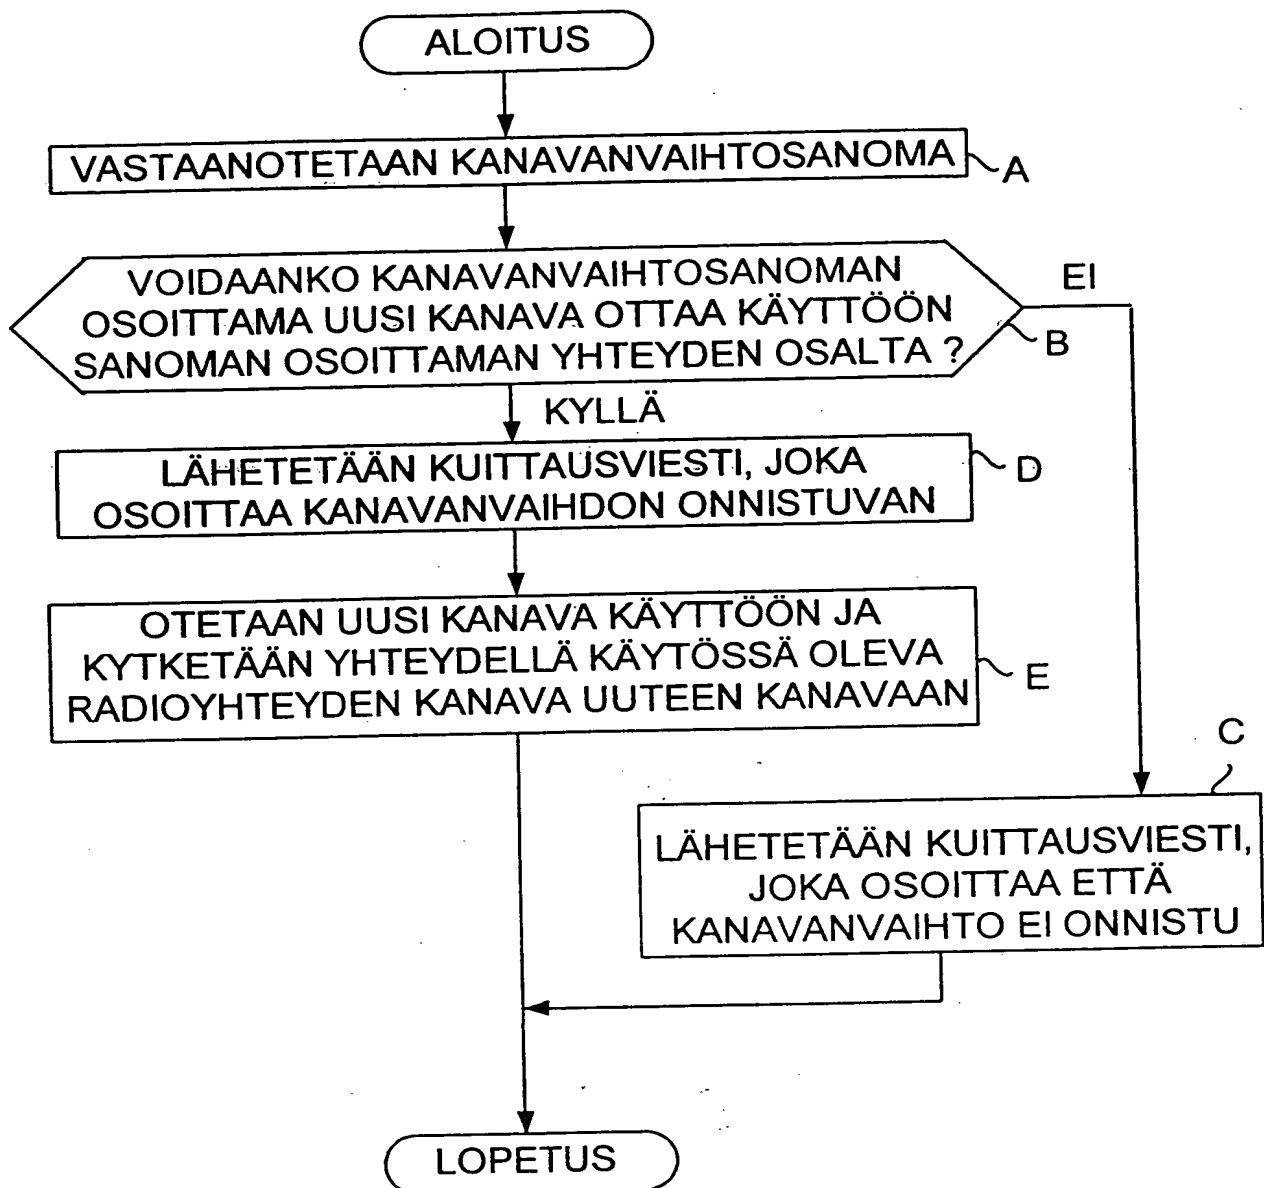 ALOITUS
VASTAANOTETAAN KANAVANVAIHTOSANOMA
A
VOIDAANKO KANAVANVAIHTOSANOMAN
OSOITTAMA UUSI KANAVA OTTAA KÄYTTÖÖN
SANOMAN OSOITTAMAN YHTEYDEN OSALTA ?
B
EI
KYLLÄ
LÄHETETÄÄN KUITTAUSVIESTI, JOKA
OSOITTAA KANAVANVAIHDON ONNISTUVAN
D
OTETAAN UUSI KANAVA KÄYTTÖÖN JA
KYTKETÄÄN YHTEYDELLÄ KÄYTÖSSÄ OLEVA
RADIOYHTEYDEN KANAVA UUTEEN KANAVAAN
E
C
LÄHETETÄÄN KUITTAUSVIESTI,
JOKA OSOITTAA ETTÄ
KANAVANVAIHTO EI ONNISTU
LOPETUS